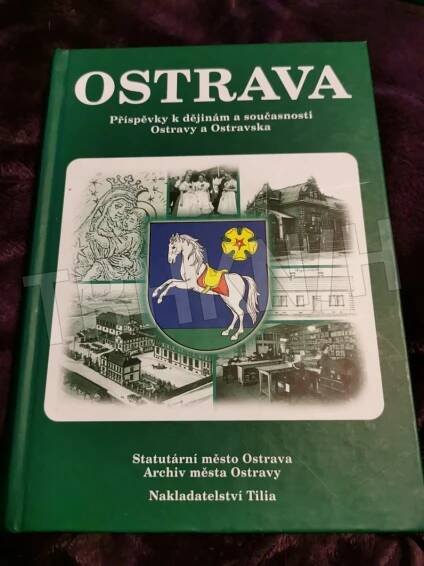 OSTRAVA
Příspěvky k dějinám a současnosti
Ostravy a Ostravska
Statutární město Ostrava
Archiv města Ostravy
Nakladatelství Tilia